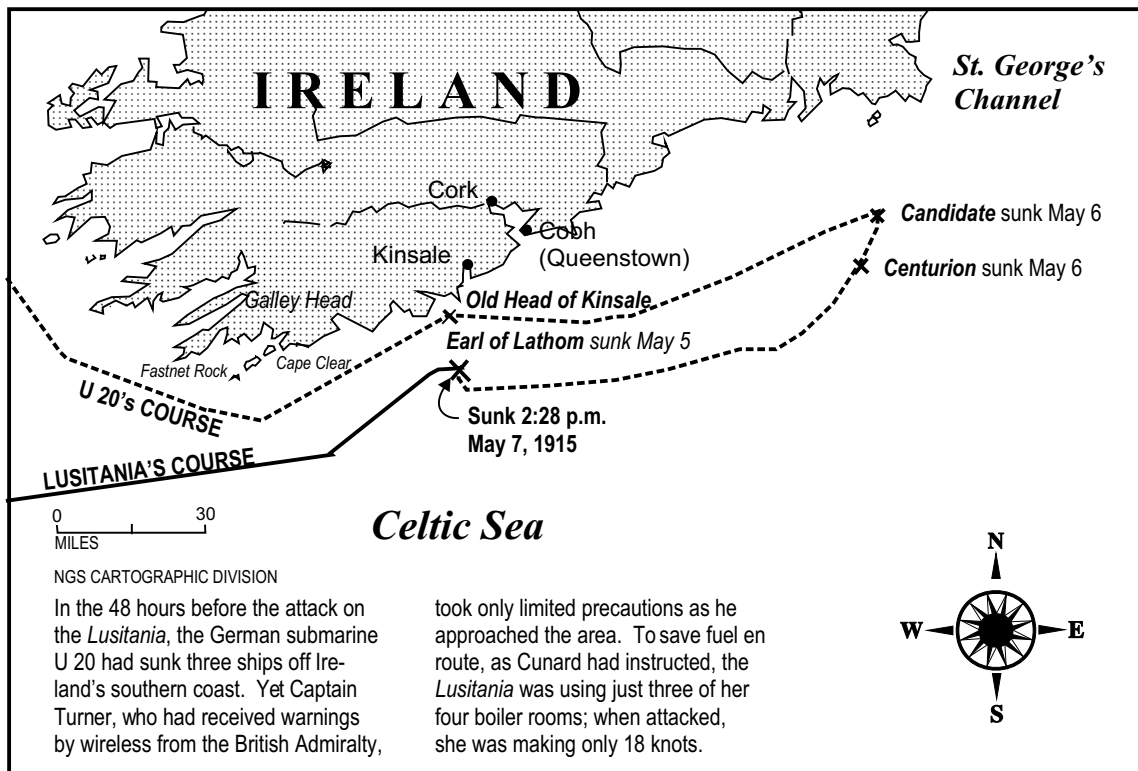 IRELAND
St. George's
Channel
Cork
Cobh
(Queenstown)
Kinsale
Candidate sunk May 6
Centurion sunk May 6
Galley Head
Old Head of Kinsale
Earl of Lathom sunk May 5
Fastnet Rock
Cape Clear
U 20's COURSE
Sunk 2:28 p.m.
May 7, 1915
LUSITANIA'S COURSE
0 30
MILES
Celtic Sea
NGS CARTOGRAPHIC DIVISION
In the 48 hours before the attack on
the Lusitania, the German submarine
U 20 had sunk three ships off Ire-
land's southern coast. Yet Captain
Turner, who had received warnings
by wireless from the British Admiralty,
took only limited precautions as he
approached the area. To save fuel en
route, as Cunard had instructed, the
Lusitania was using just three of her
four boiler rooms; when attacked,
she was making only 18 knots.
N
W E
S